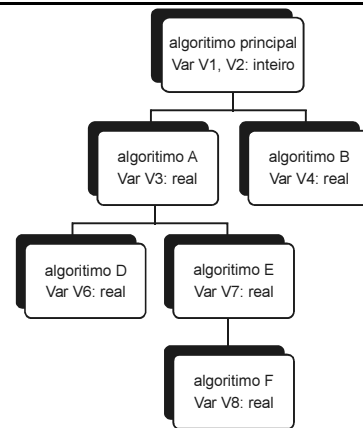 algoritimo principal
Var V1, V2: inteiro
algoritimo A
Var V3: real
algoritimo B
Var V4: real
algoritimo D
Var V6: real
algoritimo E
Var V7: real
algoritimo F
Var V8: real